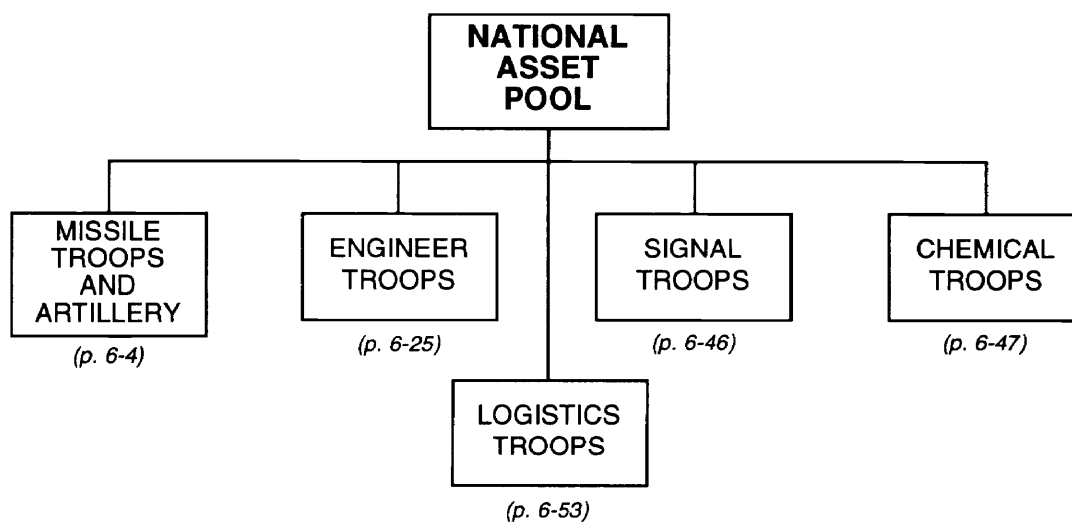 NATIONAL
ASSET
POOL
MISSILE
TROOPS
AND
ARTILLERY
(p. 6-4)
ENGINEER
TROOPS
(p. 6-25)
SIGNAL
TROOPS
(p. 6-46)
CHEMICAL
TROOPS
(p. 6-47)
LOGISTICS
TROOPS
(p. 6-53)